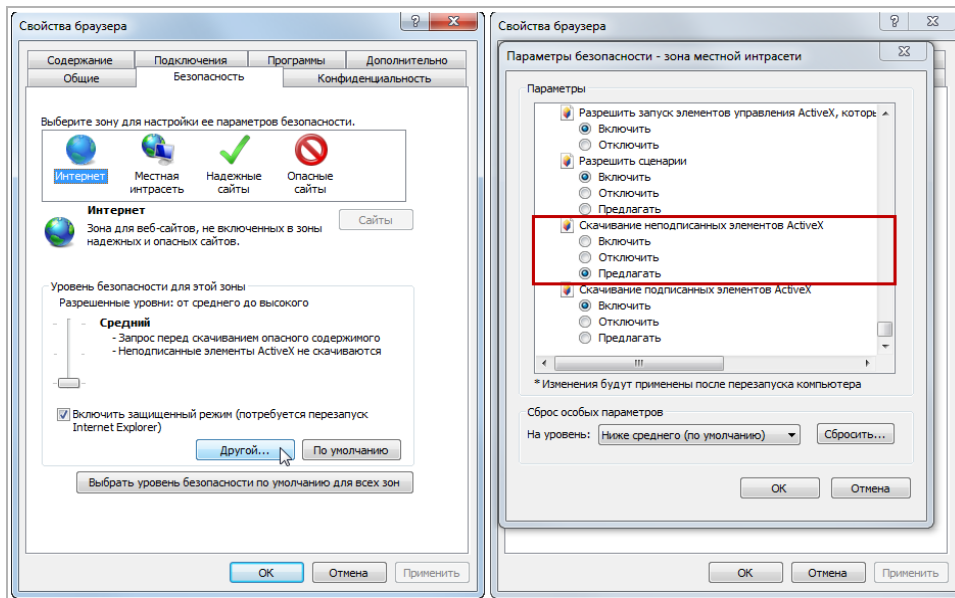 Свойства браузера
Содержание Подключения Программы Дополнительно
Общие Безопасность Конфиденциальность
Выберите зону для настройки ее параметров безопасности.
Интернет Местная интрасеть Надежные сайты Опасные сайты
Интернет
Зона для веб-сайтов, не включенных в зоны
надежных и опасных сайтов.
Сайты
Уровень безопасности для этой зоны
Разрешенные уровни: от среднего до высокого
Средний
- Запрос перед скачиванием опасного содержимого
- Неподписанные элементы ActiveX не скачиваются
Включить защищенный режим (потребуется перезапуск
Internet Explorer)
Другой... По умолчанию
Выбрать уровень безопасности по умолчанию для всех зон
OK Отмена Применить
Свойства браузера
Параметры безопасности - зона местной интрасети
Параметры
Разрешить запуск элементов управления ActiveX, которь
Включить
Отключить
Разрешить сценарии
Включить
Отключить
Предлагать
Скачивание неподписанных элементов ActiveX
Включить
Отключить
Предлагать
Скачивание подписанных элементов ActiveX
Включить
Отключить
Предлагать
*Изменения будут применены после перезапуска компьютера
Сброс особых параметров
На уровень: Ниже среднего (по умолчанию) Сбросить...
OK Отмена
OK Отмена Применить